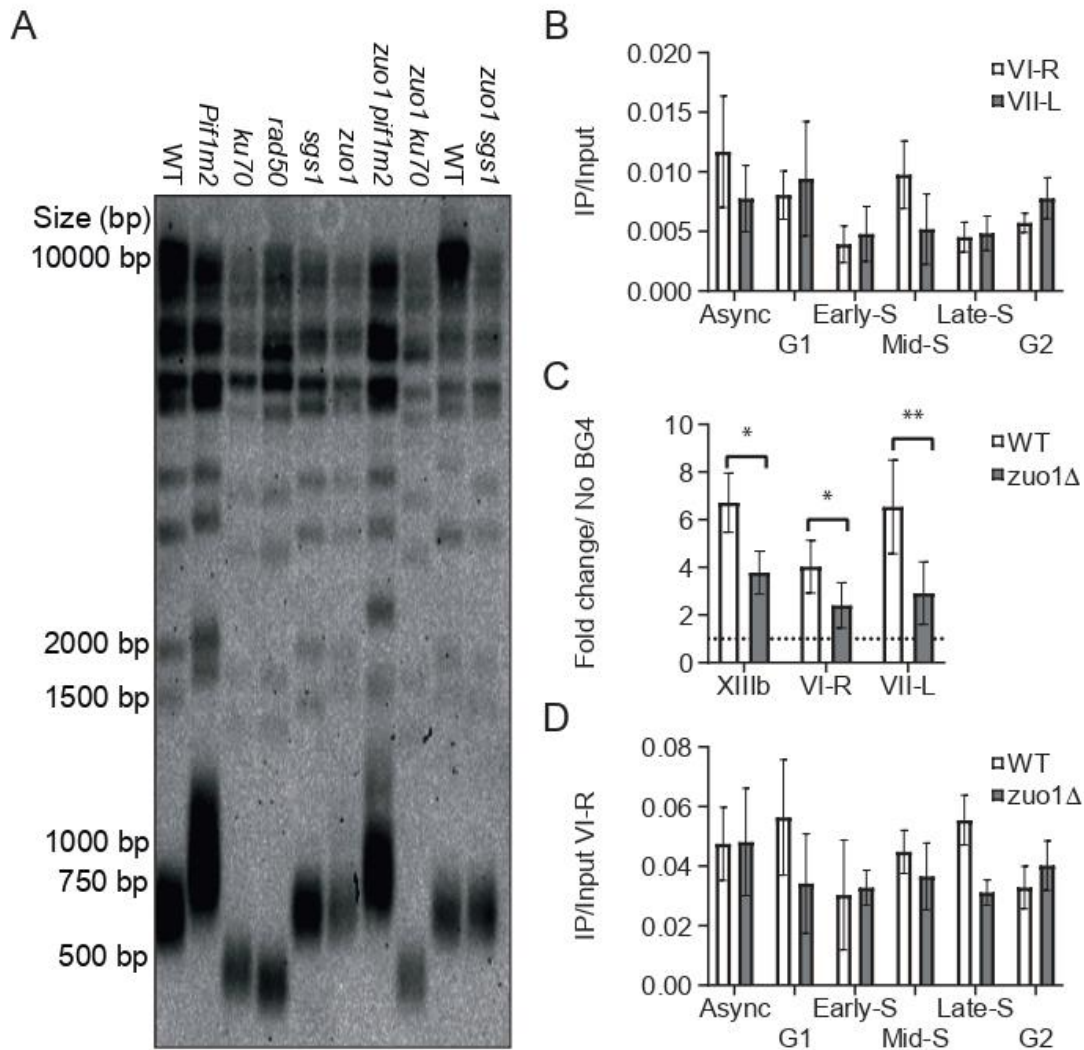 A
WT
Pif1m2
ku70
rad50
sgs1
zuo1
zuo1 pif1m2
zuo1 ku70
WT
zuo1 sgs1
Size (bp)
10000 bp
2000 bp
1500 bp
1000 bp
750 bp
500 bp
B
IP/Input
0.020
0.015
0.010
0.005
0.000
VI-R
VII-L
Async
G1
Early-S
Mid-S
Late-S
G2
C
Fold change/ No BG4
10
8
6
4
2
0
*
*
**
WT
zuo1Δ
XIIIb
VI-R
VII-L
D
IP/Input VI-R
0.08
0.06
0.04
0.02
0.00
WT
zuo1Δ
Async
G1
Early-S
Mid-S
Late-S
G2